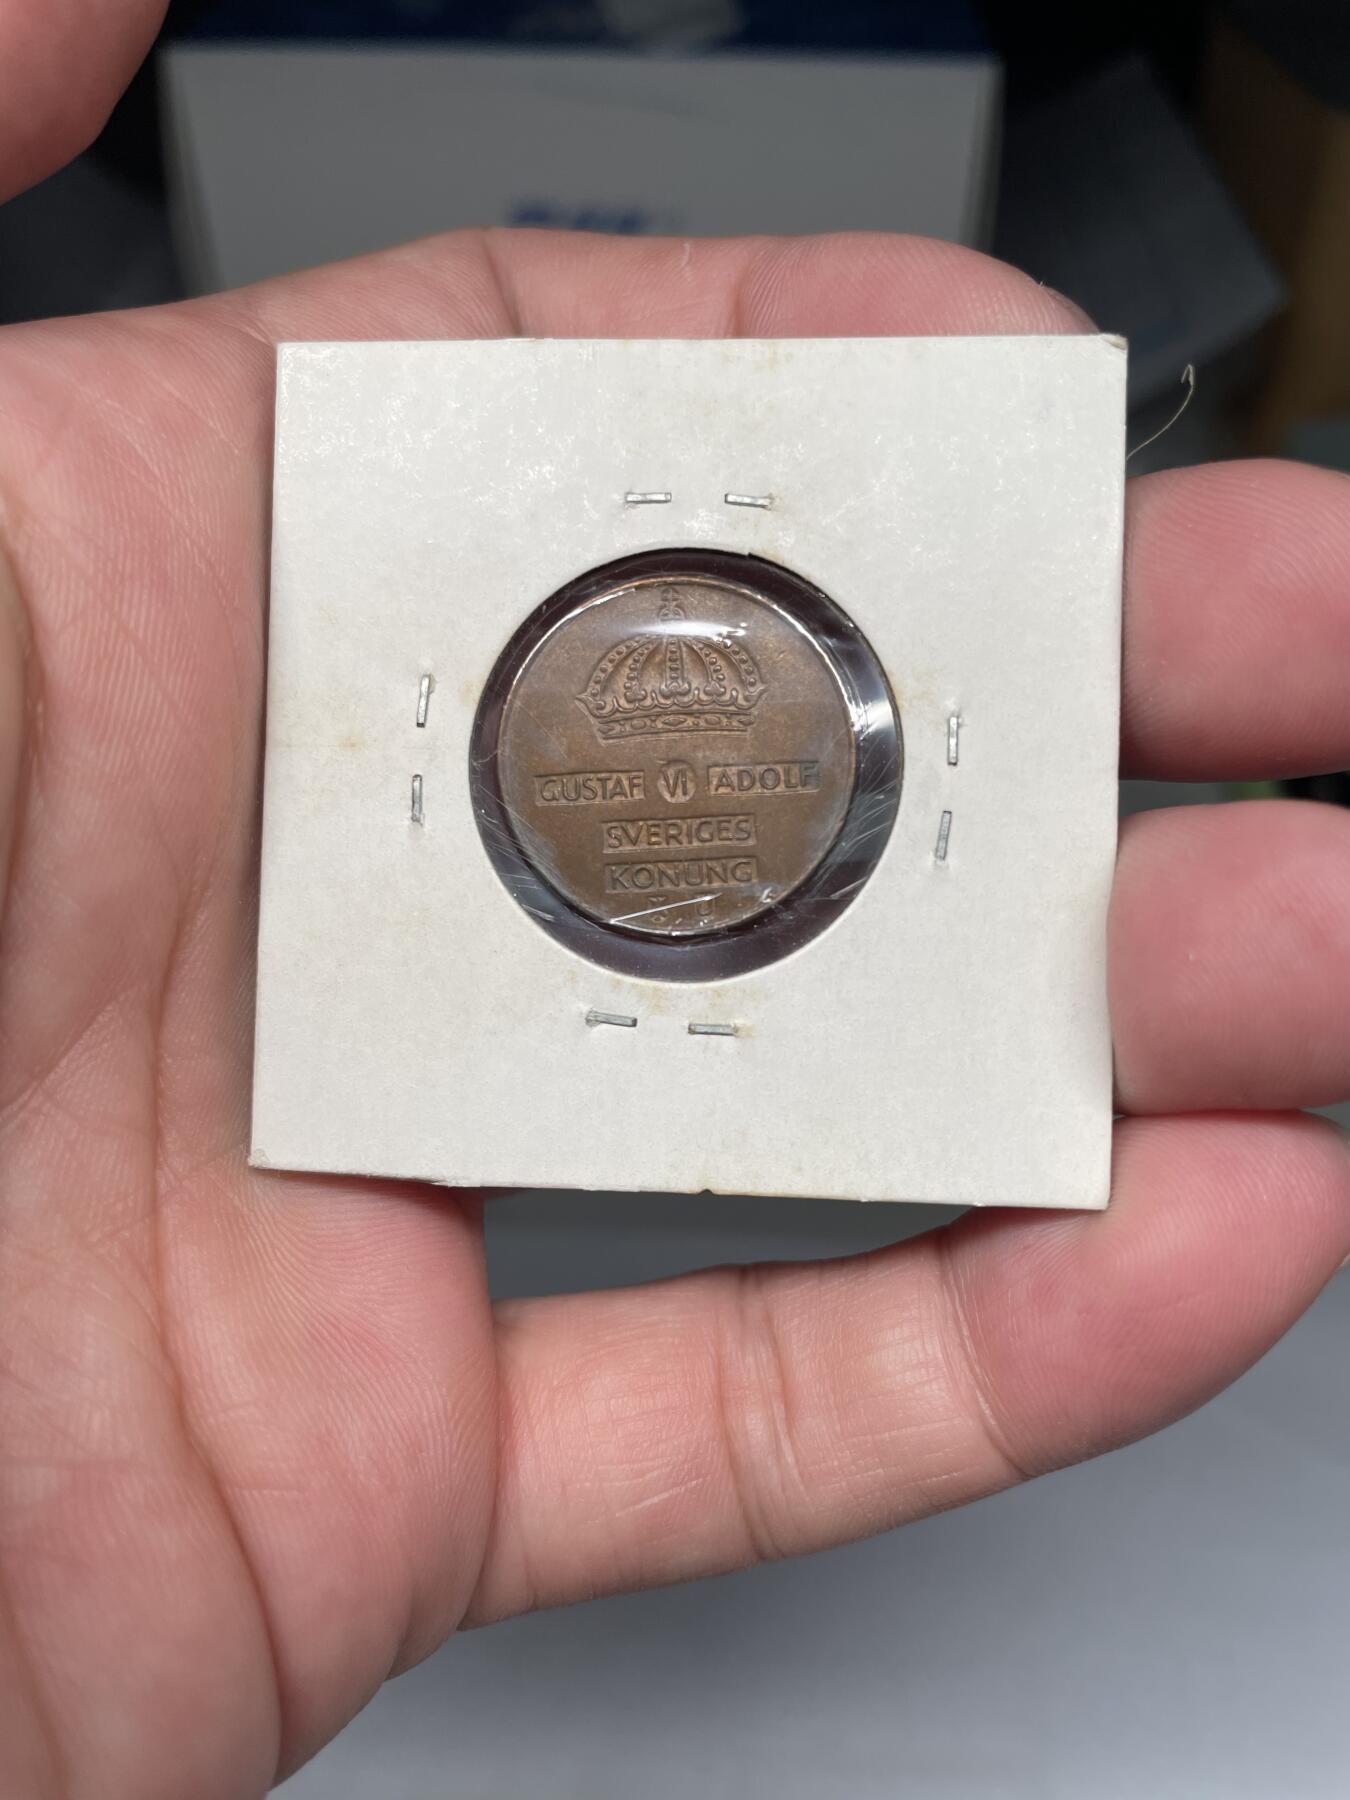 GUSTAF VI ADOLF
SVERIGES
KONUNG
U